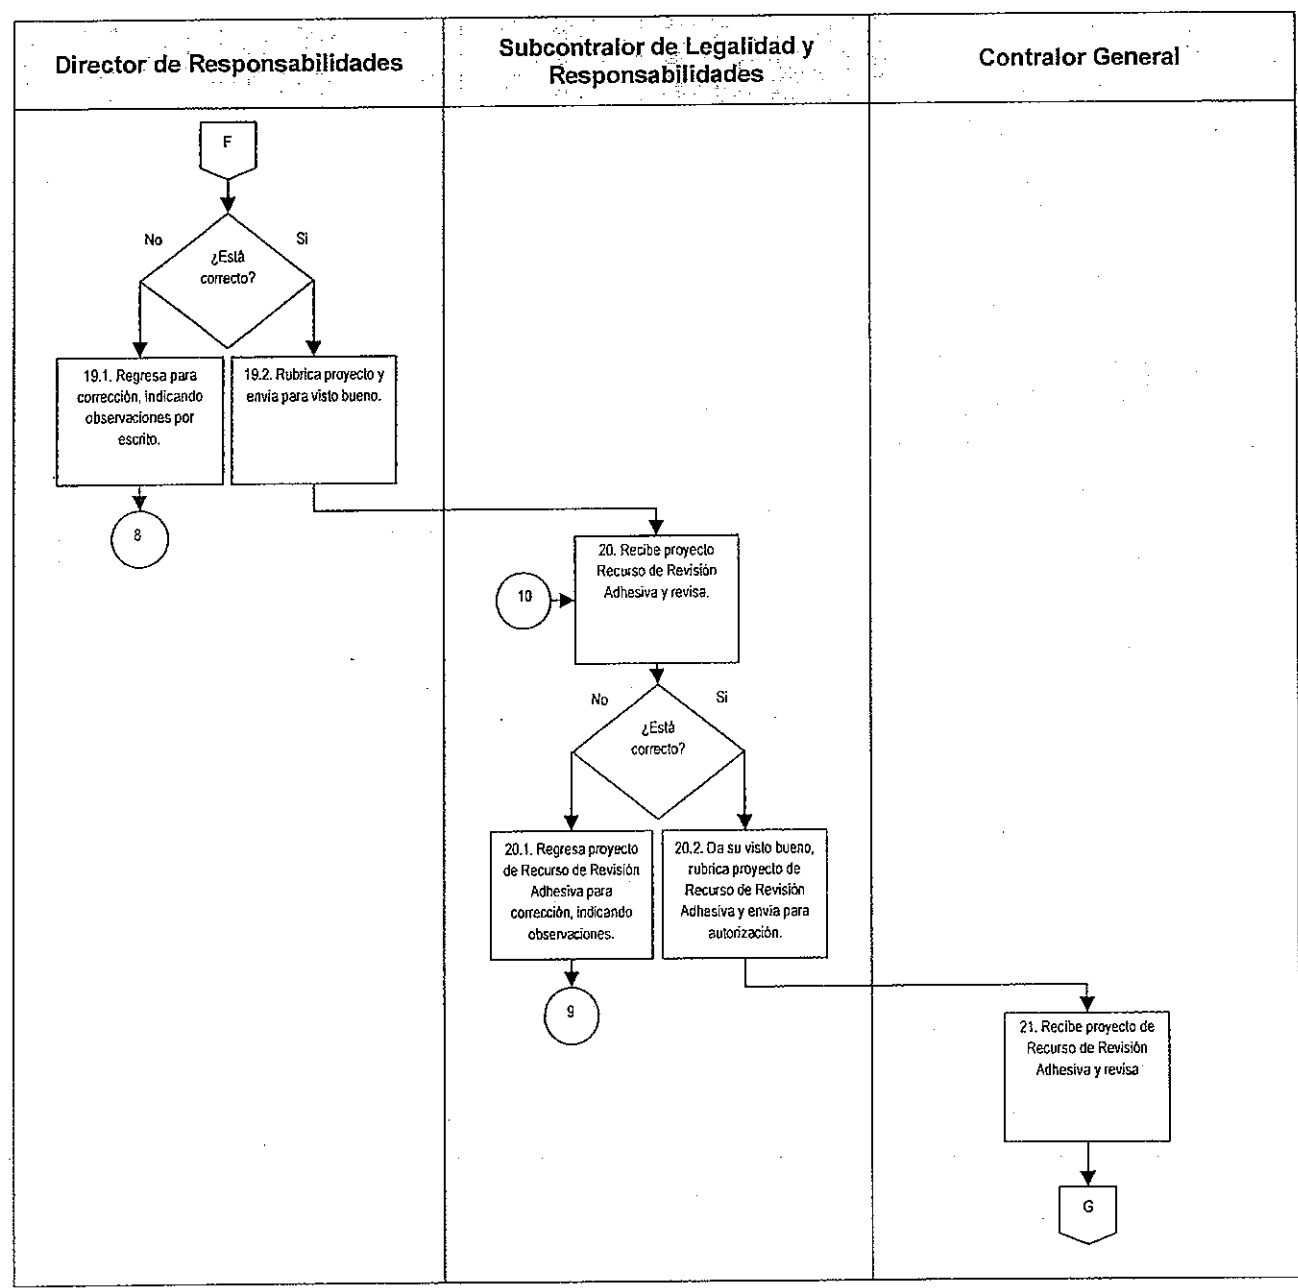 Director de Responsabilidades
Subcontralor de Legalidad y
Responsabilidades
Contralor General
F
No
Si
¿Está
correcto?
19.1. Regresa para
corrección, indicando
observaciones por
escrito.
19.2. Rubrica proyecto y
envía para visto bueno.
8
20. Recibe proyecto
Recurso de Revisión
Adhesiva y revisa.
10
No
Si
¿Está
correcto?
20.1. Regresa proyecto
de Recurso de Revisión
Adhesiva para
corrección, indicando
observaciones.
20.2. Da su visto bueno,
rubrica proyecto de
Recurso de Revisión
Adhesiva y envía para
autorización.
9
21. Recibe proyecto de
Recurso de Revisión
Adhesiva y revisa
G